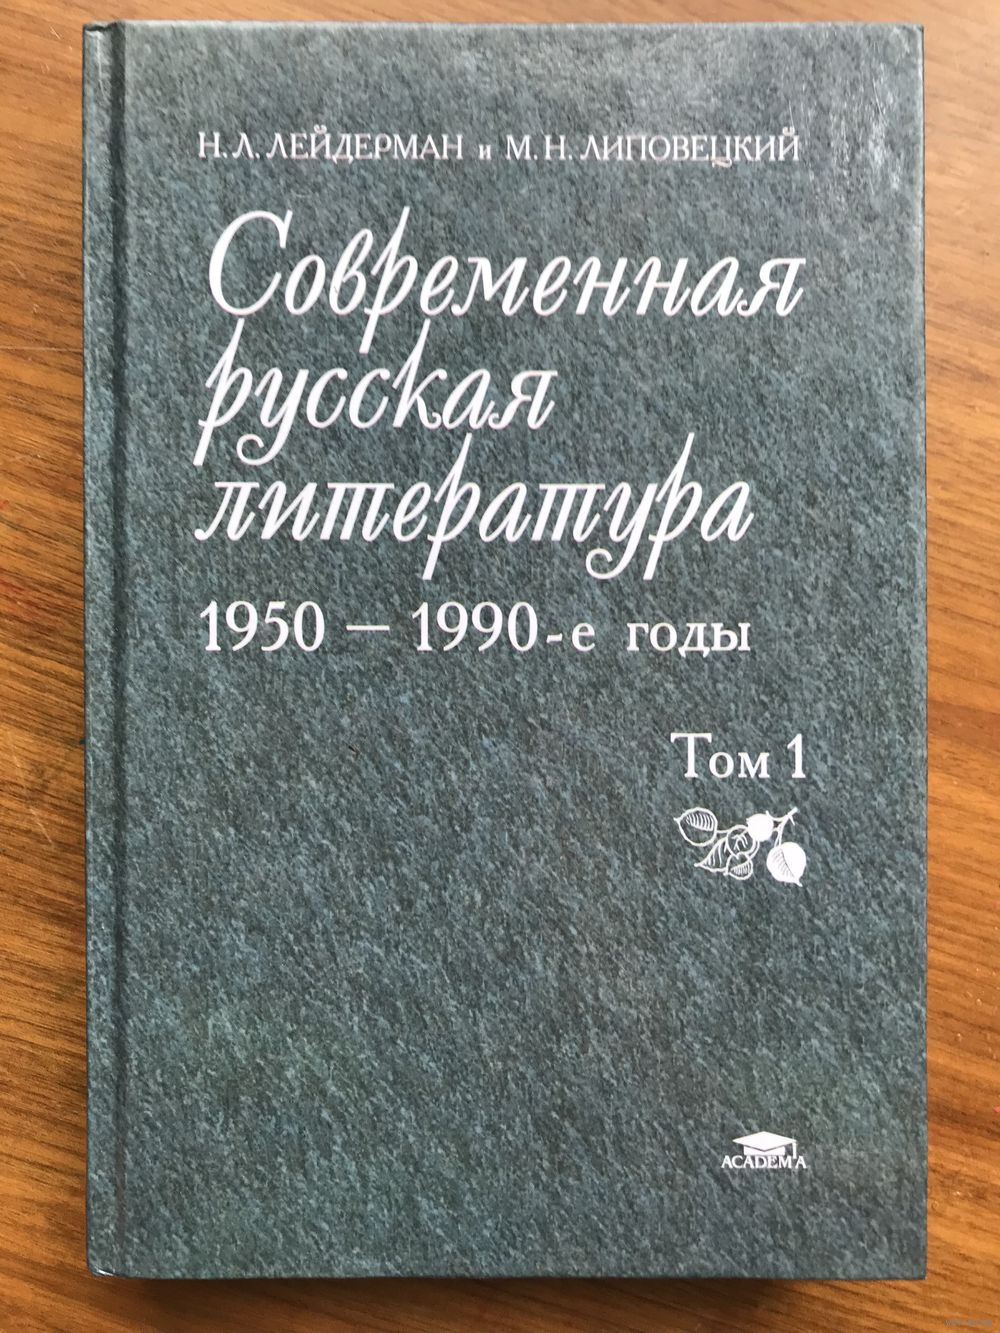 Н. Л. ЛЕЙДЕРМАН и М. Н. ЛИПОВЕЦКИЙ
Современная
русская
литература
1950 — 1990-е годы
Том 1
ACADEMA